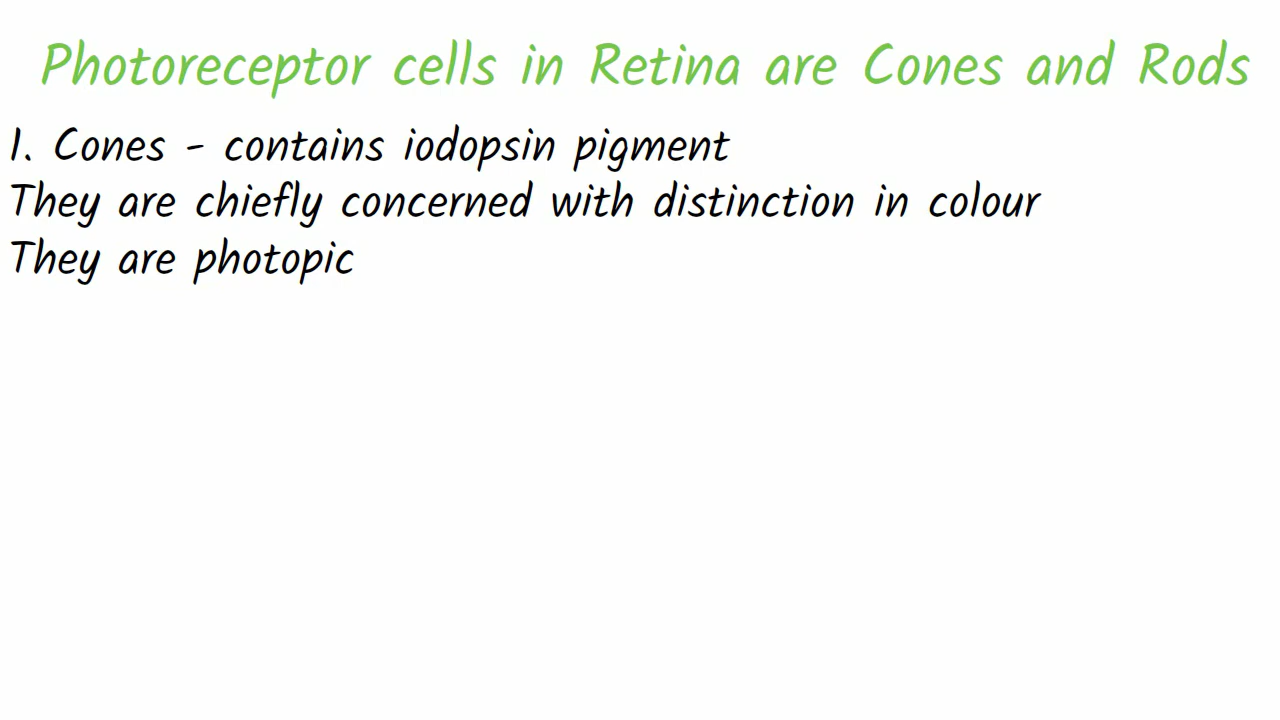 Photoreceptor cells in Retina are Cones and Rods
1. Cones - contains iodopsin pigment
They are chiefly concerned with distinction in colour
They are photopic